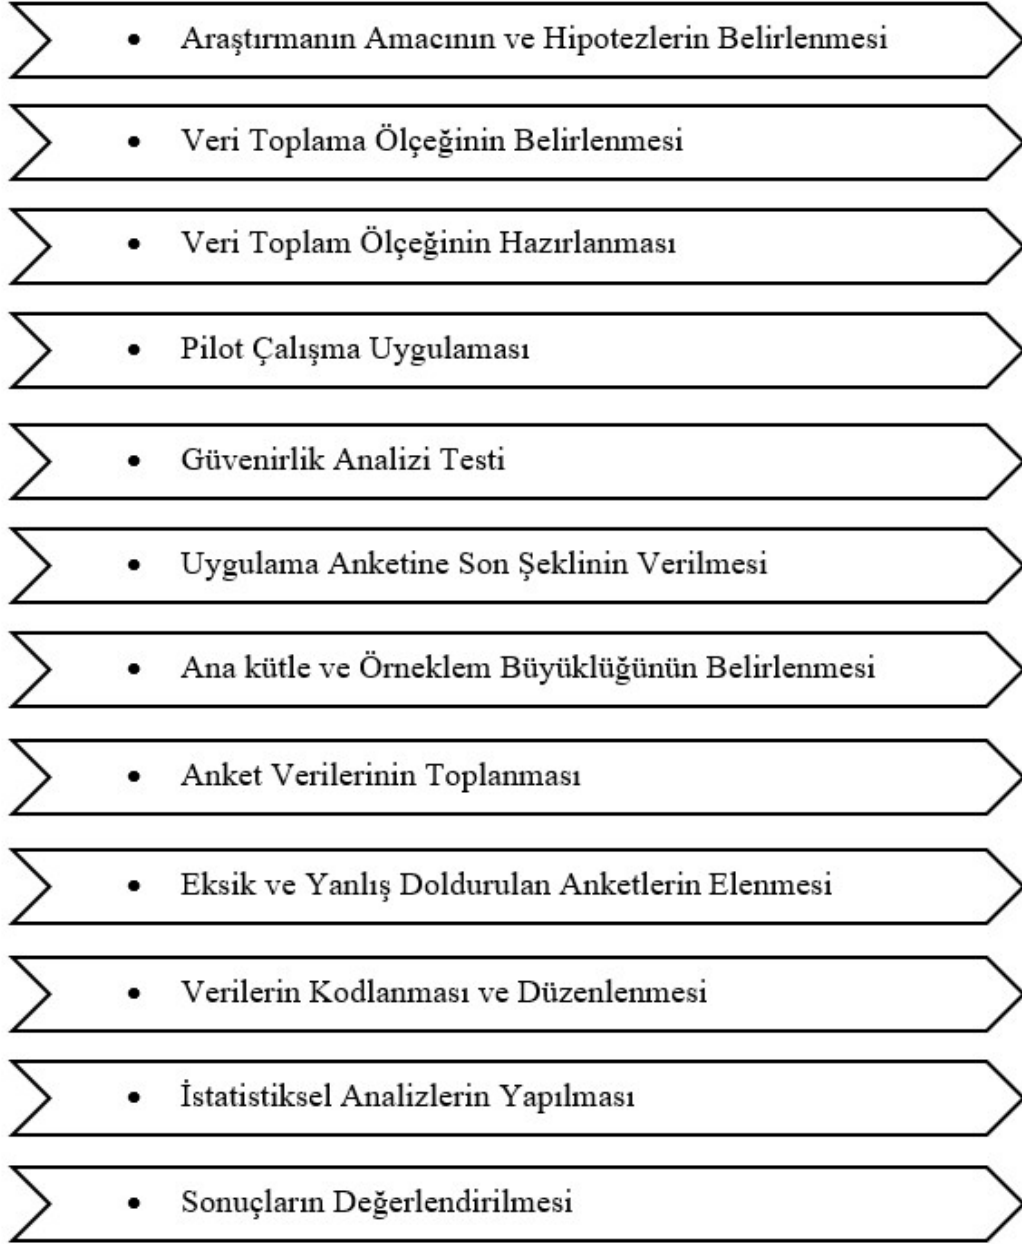 • Araştırmanın Amacının ve Hipotezlerin Belirlenmesi
• Veri Toplama Ölçeğinin Belirlenmesi
• Veri Toplam Ölçeğinin Hazırlanması
• Pilot Çalışma Uygulaması
• Güvenirlik Analizi Testi
• Uygulama Anketine Son Şeklinin Verilmesi
• Ana kütle ve Örneklem Büyüklüğünün Belirlenmesi
• Anket Verilerinin Toplanması
• Eksik ve Yanlış Doldurulan Anketlerin Elenmesi
• Verilerin Kodlanması ve Düzenlenmesi
• İstatistiksel Analizlerin Yapılması
• Sonuçların Değerlendirilmesi